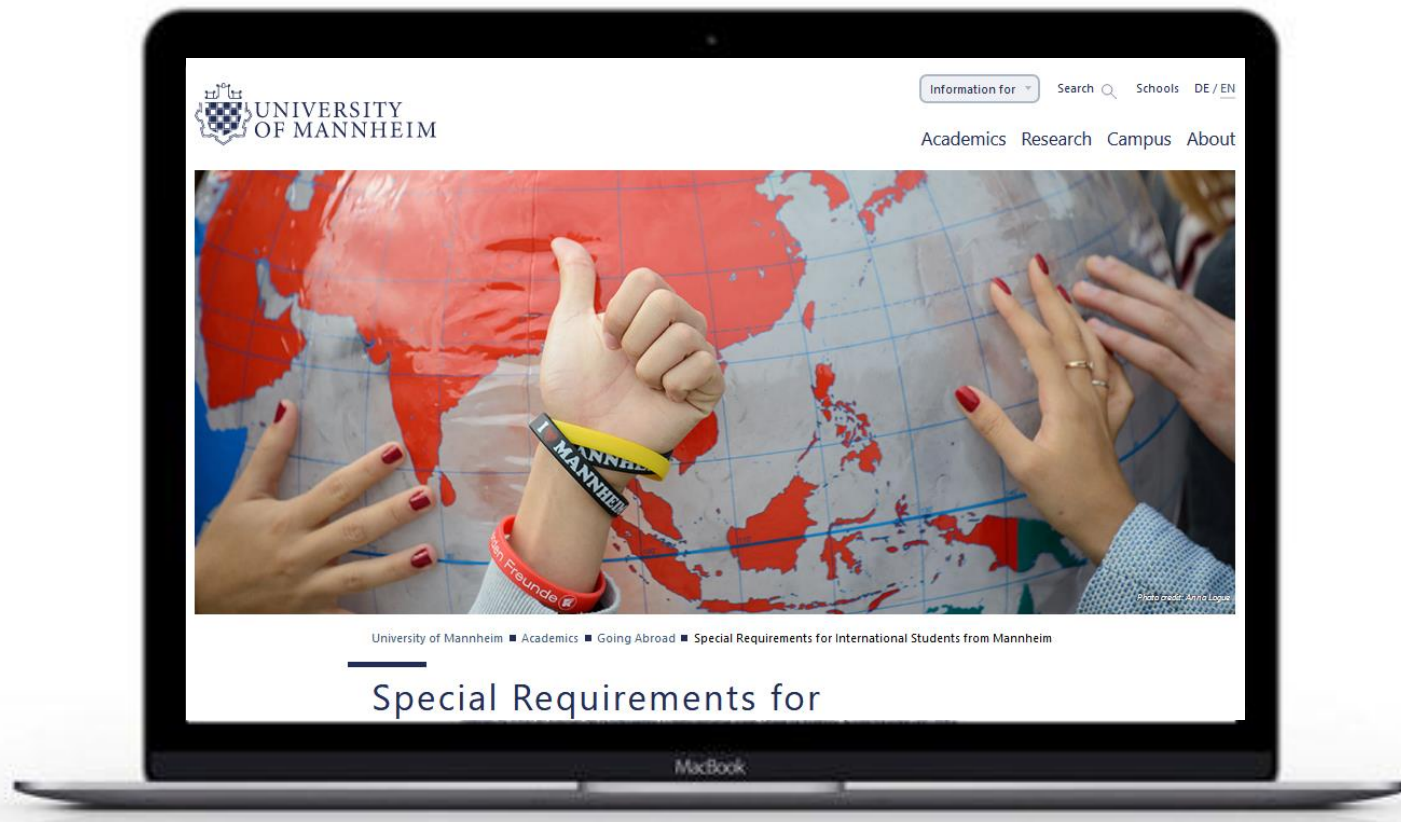 UNIVERSITY
OF MANNHEIM
Information for
Search
Schools
DE / EN
Academics Research Campus About
I MANNHEIM
Freunde
Photo credit: Anna Logue
University of Mannheim ■ Academics ■ Going Abroad ■ Special Requirements for International Students from Mannheim
Special Requirements for
MacBook